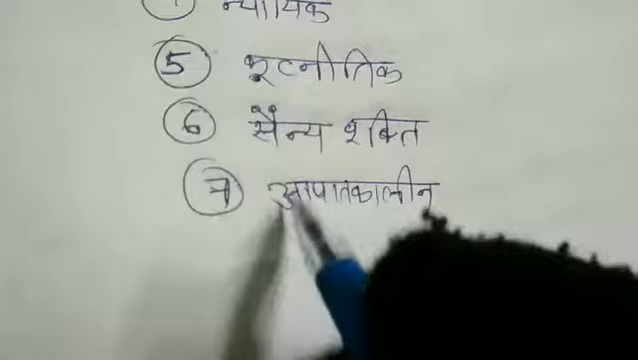 न्यायिक
5 कूटनीतिक
6 सैन्य शक्ति
7 आपातकालीन